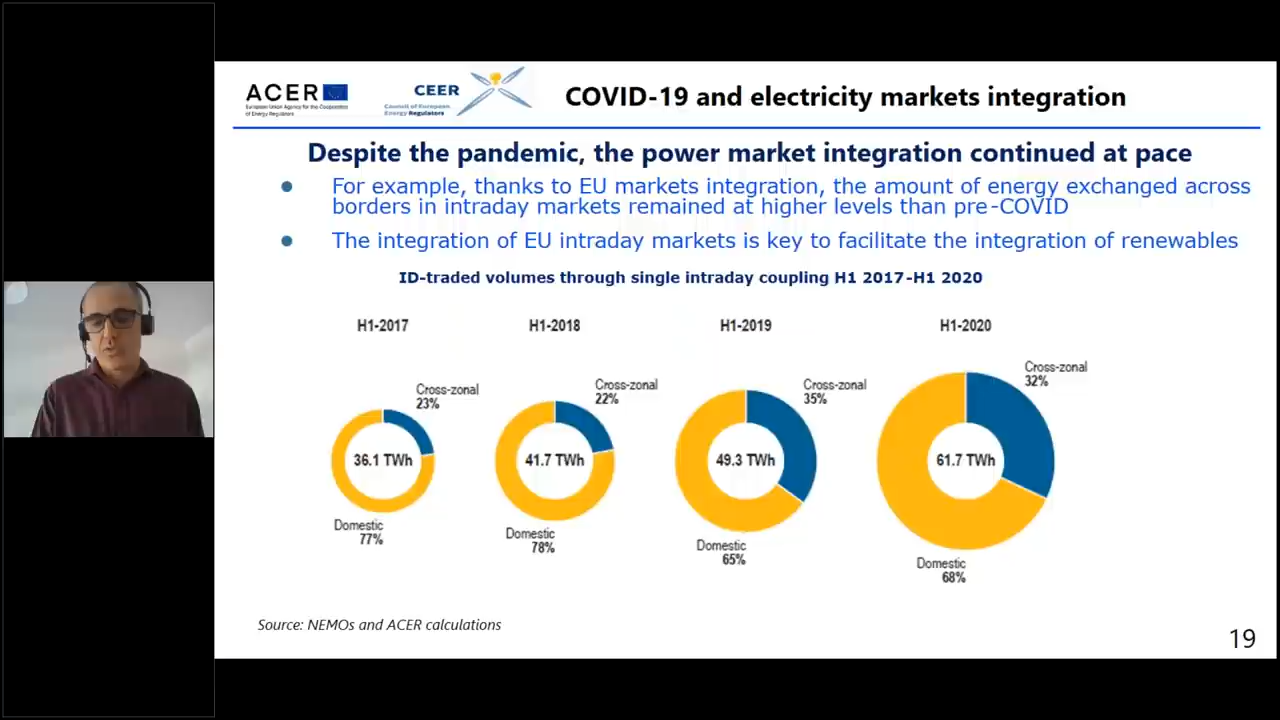 ACER
European Union Agency for the Cooperation
of Energy Regulators
CEER
Council of European
Energy Regulators
COVID-19 and electricity markets integration
Despite the pandemic, the power market integration continued at pace
For example, thanks to EU markets integration, the amount of energy exchanged across
borders in intraday markets remained at higher levels than pre-COVID
The integration of EU intraday markets is key to facilitate the integration of renewables
ID-traded volumes through single intraday coupling H1 2017-H1 2020
H1-2017
H1-2018
H1-2019
H1-2020
Cross-zonal
23%
36.1 TWh
Domestic
77%
Cross-zonal
22%
41.7 TWh
Domestic
78%
Cross-zonal
35%
49.3 TWh
Domestic
65%
Cross-zonal
32%
61.7 TWh
Domestic
68%
Source: NEMOs and ACER calculations
19